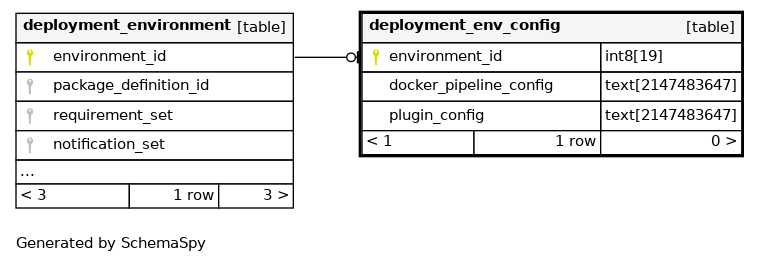 deployment_environment [table]
environment_id
package_definition_id
requirement_set
notification_set
...
< 3 1 row 3 >
deployment_env_config [table]
environment_id int8[19]
docker_pipeline_config text[2147483647]
plugin_config text[2147483647]
< 1 1 row 0 >
Generated by SchemaSpy